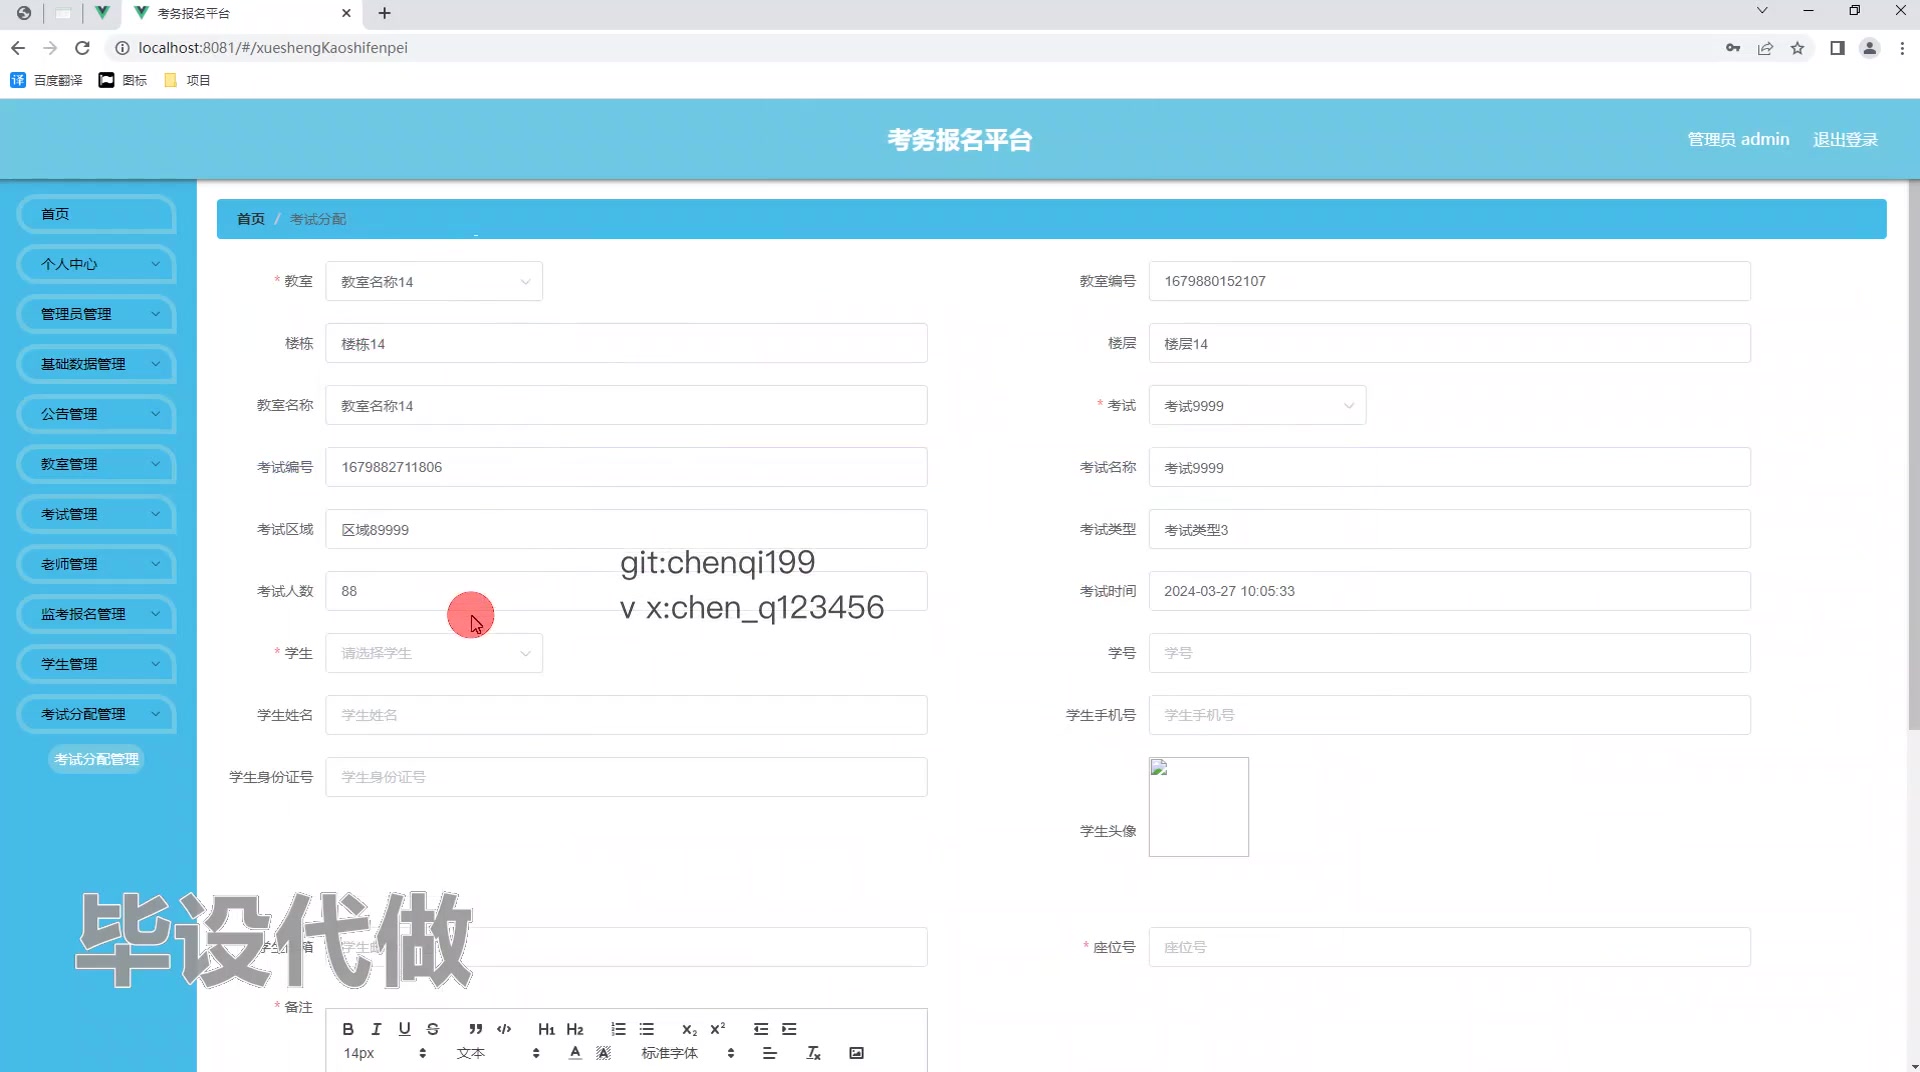 考务报名平台
localhost:8081/#/xueshengKaoshifenpei
百度翻译 图标 项目
考务报名平台
管理员 admin 退出登录
首页
个人中心
管理员管理
基础数据管理
公告管理
教室管理
考试管理
老师管理
监考报名管理
学生管理
考试分配管理
考试分配管理
首页 / 考试分配
* 教室 教室名称14
教室编号 1679880152107
楼栋 楼栋14
楼层 楼层14
教室名称 教室名称14
* 考试 考试9999
考试编号 1679882711806
考试名称 考试9999
考试区域 区域89999
考试类型 考试类型3
git:chenqi199
考试人数 88
考试时间 2024-03-27 10:05:33
v x:chen_q123456
* 学生 请选择学生
学号 学号
学生姓名 学生姓名
学生手机号 学生手机号
学生身份证号 学生身份证号
学生头像
毕设代做
* 座位号 座位号
* 备注
B I U S H1 H2 X2 X2
14px 文本 A A 标准字体 Tx